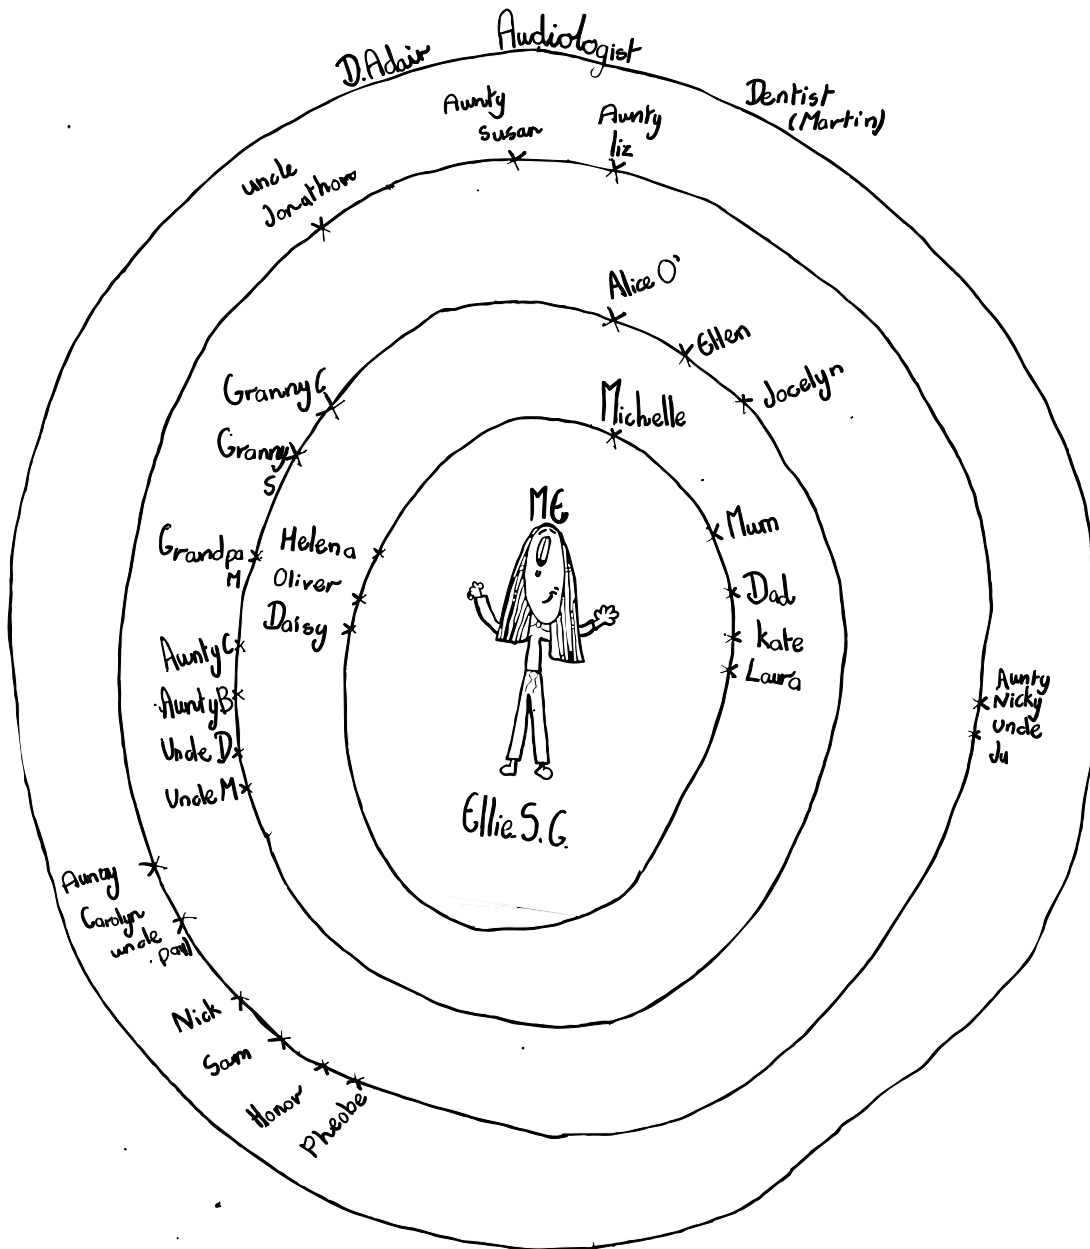 D.Adair
Audiologist
Dentist
(Martin)
Aunty
Susan
Aunty
liz
uncle
Jonathon
Alice O'
Ellen
Jocelyn
Granny C
Granny
S
Michelle
ME
Mum
Grandpa
M
Helena
Oliver
Daisy
Dad
Kate
Laura
Aunty C
Aunty B
Uncle D
Uncle M
Aunty
Nicky
uncle
Ju
Ellie S.G.
Carolyn
uncle
paul
Nick
Sam
Honor
Pheobe